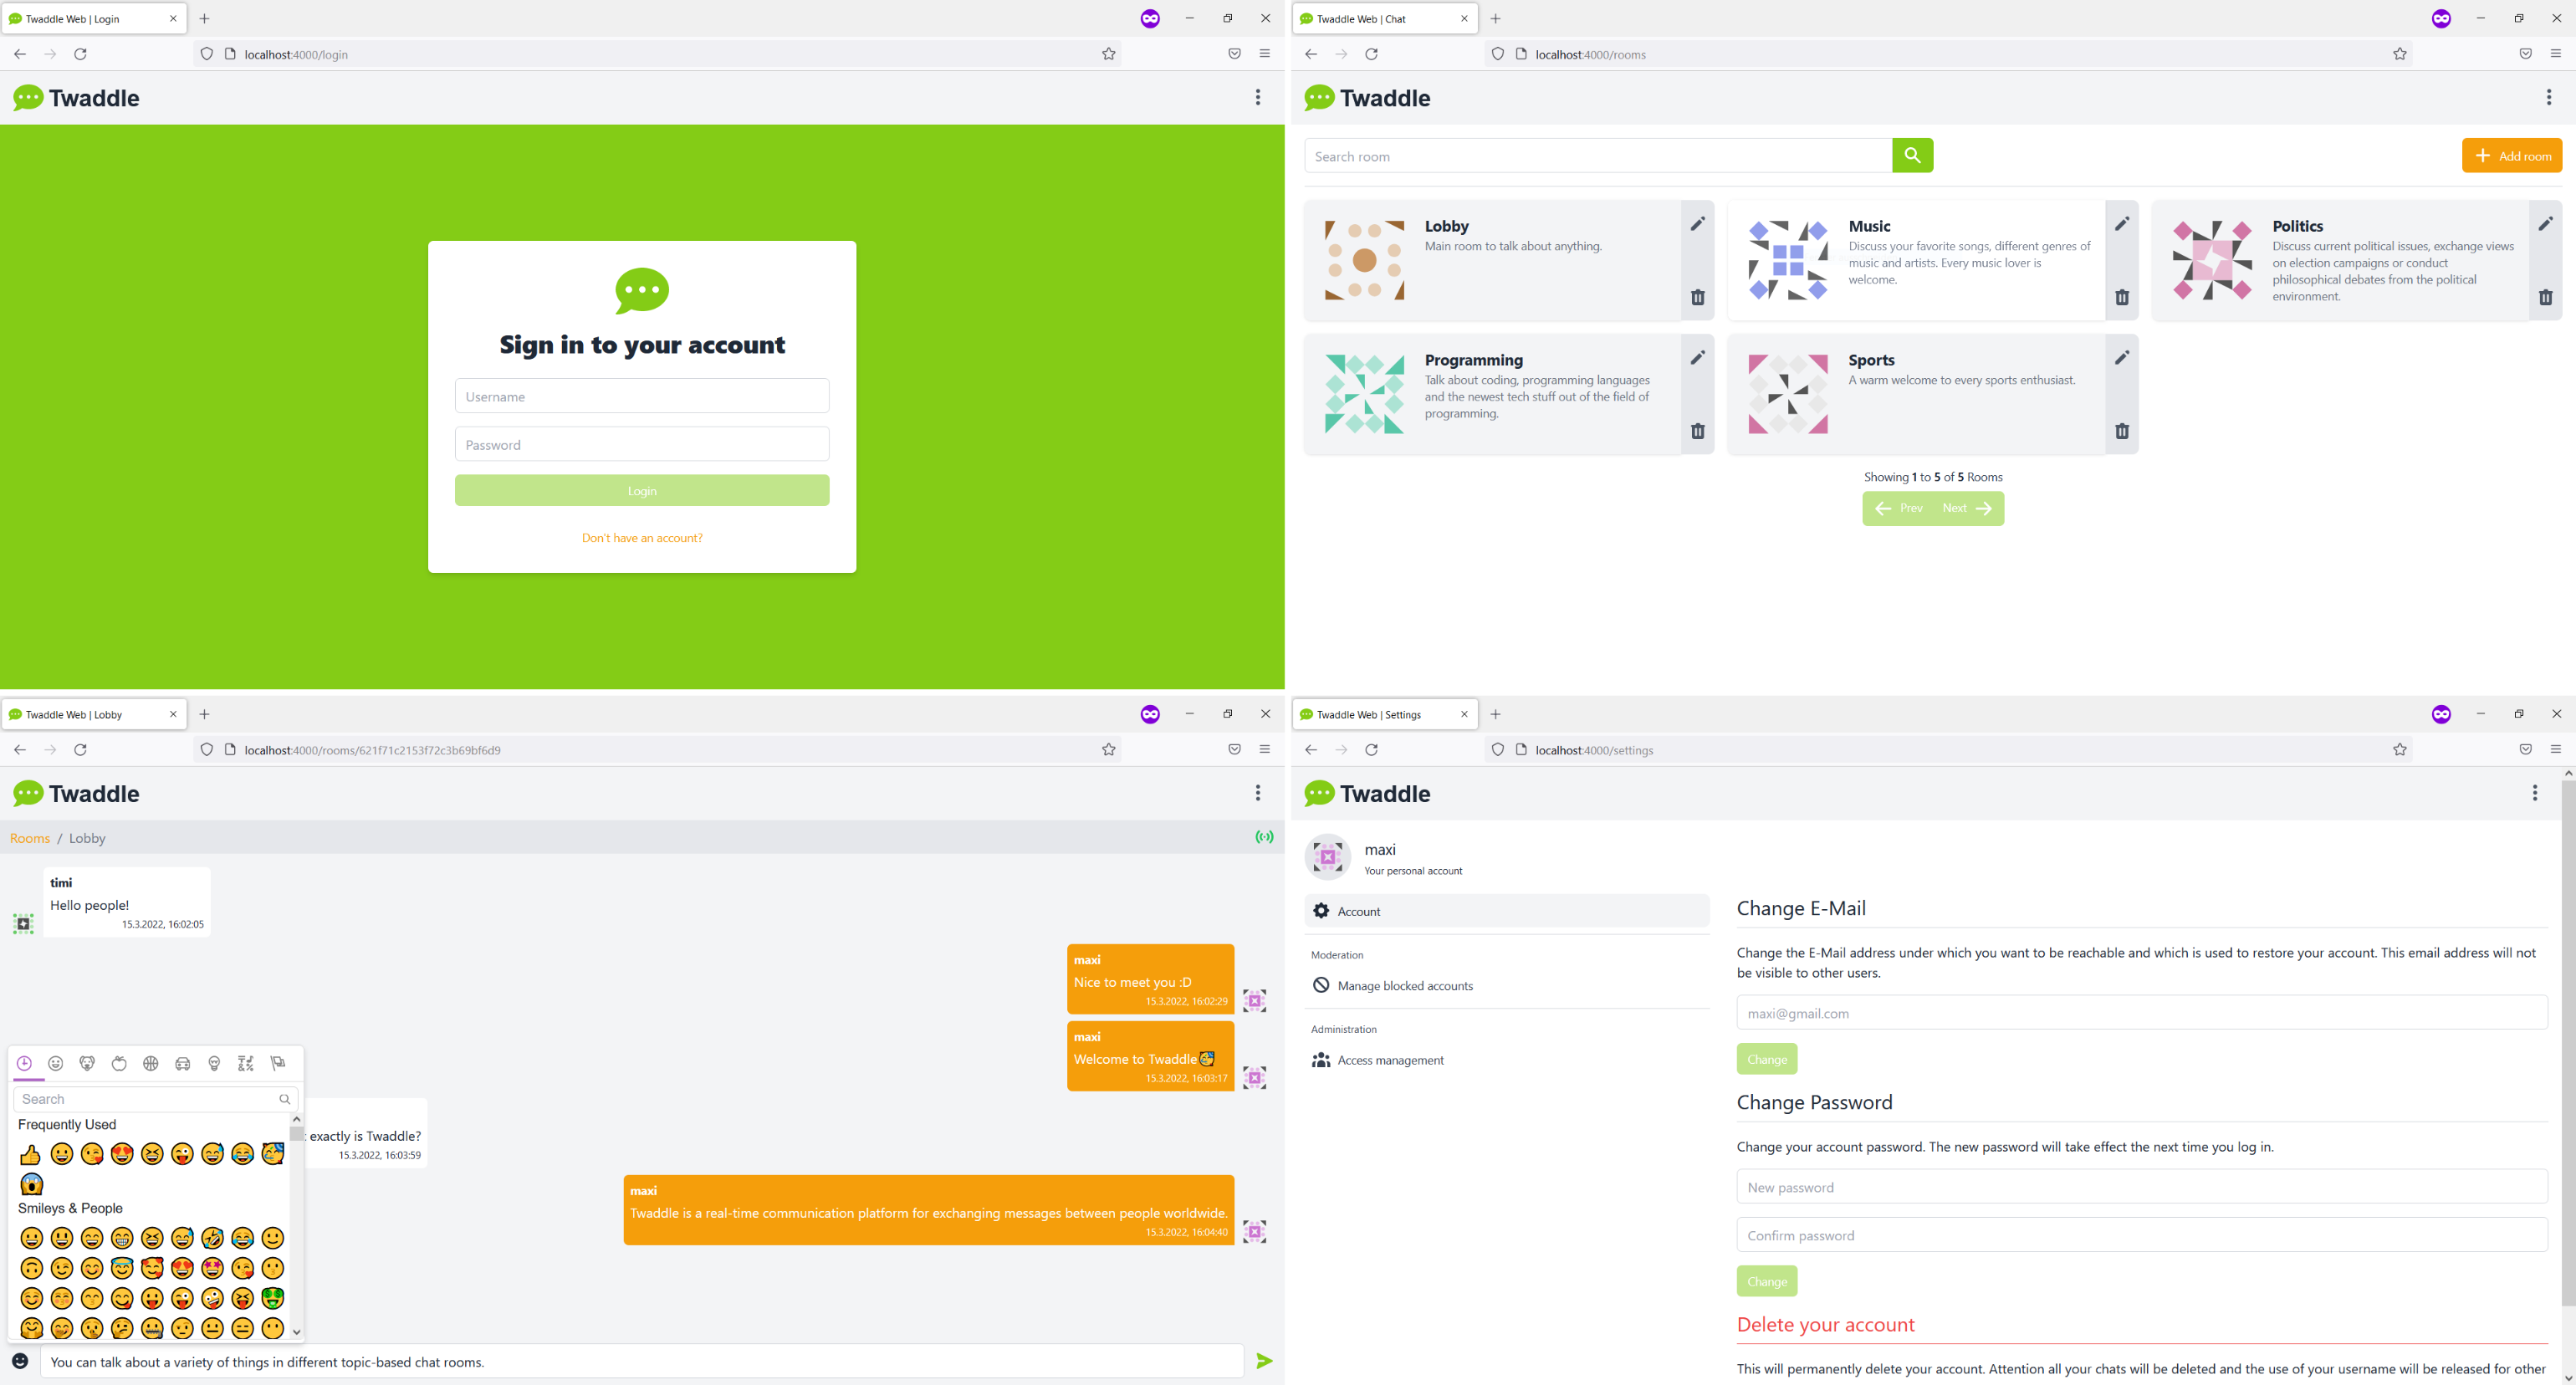 Twaddle Web | Login
localhost:4000/login
Twaddle
Sign in to your account
Username
Password
Login
Don't have an account?
Twaddle Web | Chat
localhost:4000/rooms
Twaddle
Search room
Add room
Lobby
Main room to talk about anything.
Music
Discuss your favorite songs, different genres of
music and artists. Every music lover is
welcome.
Politics
Discuss current political issues, exchange views
on election campaigns or conduct
philosophical debates from the political
environment.
Programming
Talk about coding, programming languages
and the newest tech stuff out of the field of
programming.
Sports
A warm welcome to every sports enthusiast.
Showing 1 to 5 of 5 Rooms
Prev Next
Twaddle Web | Lobby
localhost:4000/rooms/621f71c2153f72c3b69bf6d9
Twaddle
Rooms / Lobby
timi
Hello people!
15.3.2022, 16:02:05
maxi
Nice to meet you :D
15.3.2022, 16:02:29
maxi
Welcome to Twaddle🥳
15.3.2022, 16:03:17
exactly is Twaddle?
15.3.2022, 16:03:59
maxi
Twaddle is a real-time communication platform for exchanging messages between people worldwide.
15.3.2022, 16:04:40
Search
Frequently Used
Smileys & People
You can talk about a variety of things in different topic-based chat rooms.
Twaddle Web | Settings
localhost:4000/settings
Twaddle
maxi
Your personal account
Account
Moderation
Manage blocked accounts
Administration
Access management
Change E-Mail
Change the E-Mail address under which you want to be reachable and which is used to restore your account. This email address will not
be visible to other users.
maxi@gmail.com
Change
Change Password
Change your account password. The new password will take effect the next time you log in.
New password
Confirm password
Change
Delete your account
This will permanently delete your account. Attention all your chats will be deleted and the use of your username will be released for other